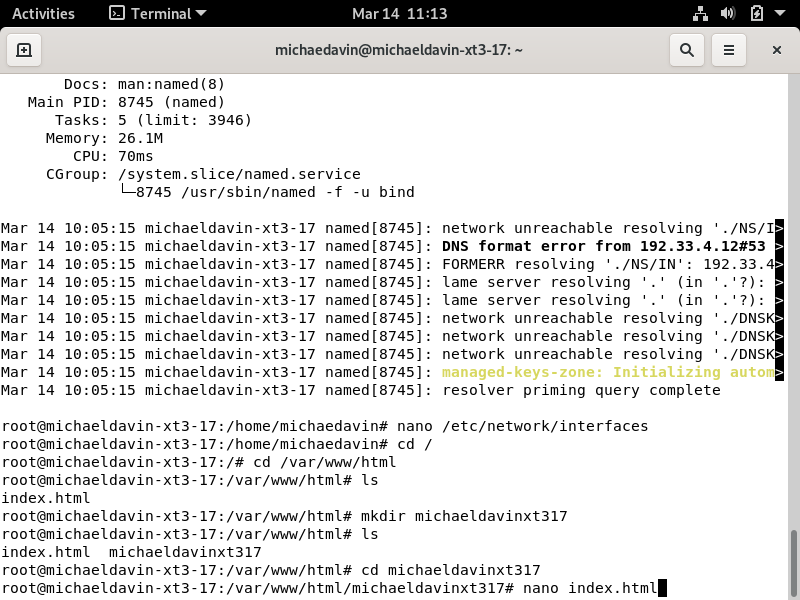 Activities Terminal Mar 14 11:13
michaedavin@michaeldavin-xt3-17: ~
Docs: man:named(8)
Main PID: 8745 (named)
Tasks: 5 (limit: 3946)
Memory: 26.1M
CPU: 70ms
CGroup: /system.slice/named.service
└─8745 /usr/sbin/named -f -u bind
Mar 14 10:05:15 michaeldavin-xt3-17 named[8745]: network unreachable resolving './NS/I>
Mar 14 10:05:15 michaeldavin-xt3-17 named[8745]: DNS format error from 192.33.4.12#53 >
Mar 14 10:05:15 michaeldavin-xt3-17 named[8745]: FORMERR resolving './NS/IN': 192.33.4>
Mar 14 10:05:15 michaeldavin-xt3-17 named[8745]: lame server resolving '.' (in '.'?): >
Mar 14 10:05:15 michaeldavin-xt3-17 named[8745]: lame server resolving '.' (in '.'?): >
Mar 14 10:05:15 michaeldavin-xt3-17 named[8745]: network unreachable resolving './DNSK>
Mar 14 10:05:15 michaeldavin-xt3-17 named[8745]: network unreachable resolving './DNSK>
Mar 14 10:05:15 michaeldavin-xt3-17 named[8745]: network unreachable resolving './DNSK>
Mar 14 10:05:15 michaeldavin-xt3-17 named[8745]: managed-keys-zone: Initializing autom>
Mar 14 10:05:15 michaeldavin-xt3-17 named[8745]: resolver priming query complete
root@michaeldavin-xt3-17:/home/michaedavin# nano /etc/network/interfaces
root@michaeldavin-xt3-17:/home/michaedavin# cd /
root@michaeldavin-xt3-17:/# cd /var/www/html
root@michaeldavin-xt3-17:/var/www/html# ls
index.html
root@michaeldavin-xt3-17:/var/www/html# mkdir michaeldavinxt317
root@michaeldavin-xt3-17:/var/www/html# ls
index.html  michaeldavinxt317
root@michaeldavin-xt3-17:/var/www/html# cd michaeldavinxt317
root@michaeldavin-xt3-17:/var/www/html/michaeldavinxt317# nano index.html